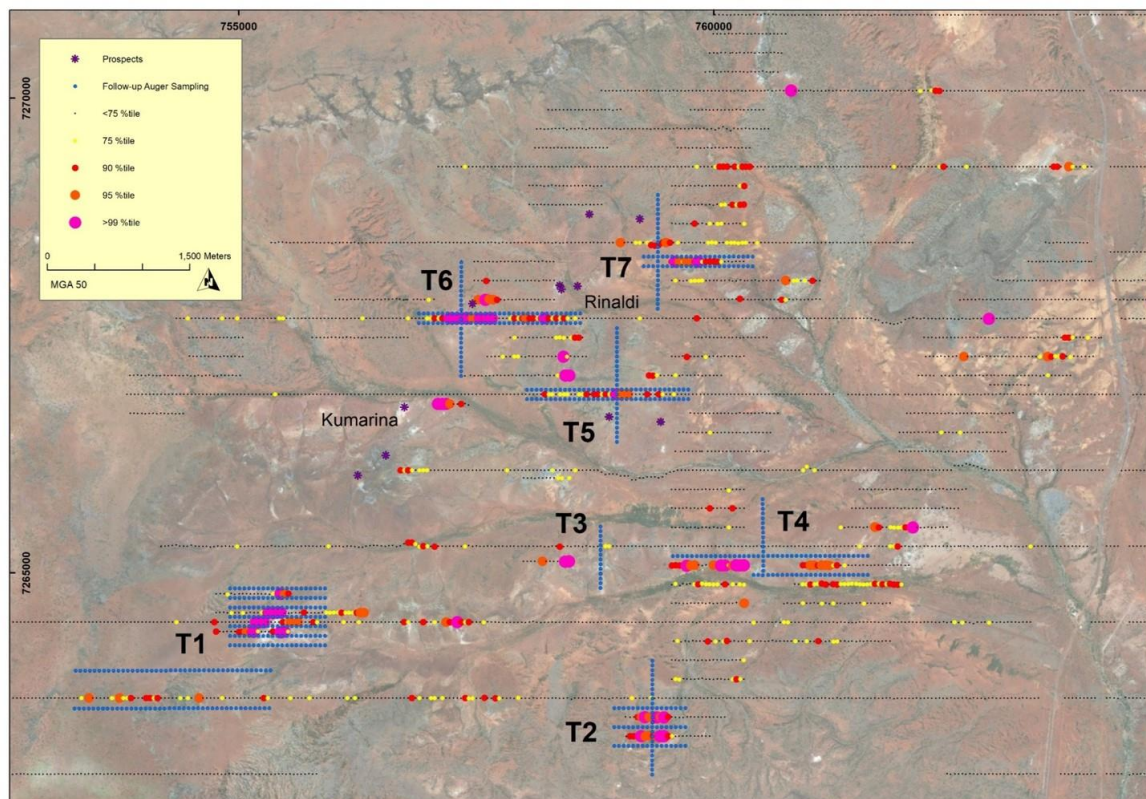 755000
760000
7270000
7265000
Prospects
Follow-up Auger Sampling
<75 %tile
75 %tile
90 %tile
95 %tile
>99 %tile
0
1,500 Meters
MGA 50
N
T7
T6
Rinaldi
Kumarina
T5
T3
T4
T1
T2